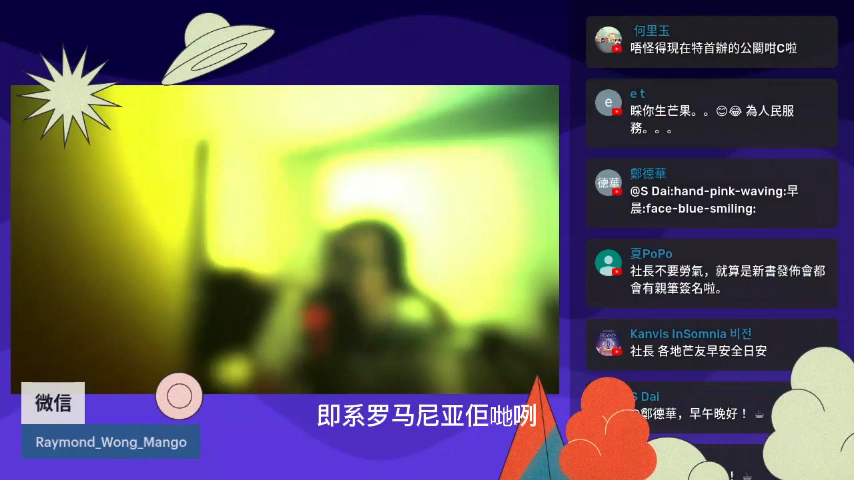 微信
Raymond_Wong_Mango
即系罗马尼亚佢哋咧
何里玉
唔怪得現在特首辦的公關咁C啦
e
e t
睬你生芒果。。😊😂 為人民服
務。。。
德華
鄭德華
@S Dai:hand-pink-waving:早
晨:face-blue-smiling:
夏PoPo
社長不要勞氣，就算是新書發佈會都
會有親筆簽名啦。
Kanvis InSomnia 비전
社長 各地芒友早安全日安
S Dai
鄭德華，早午晚好！ ☕
！ ☕